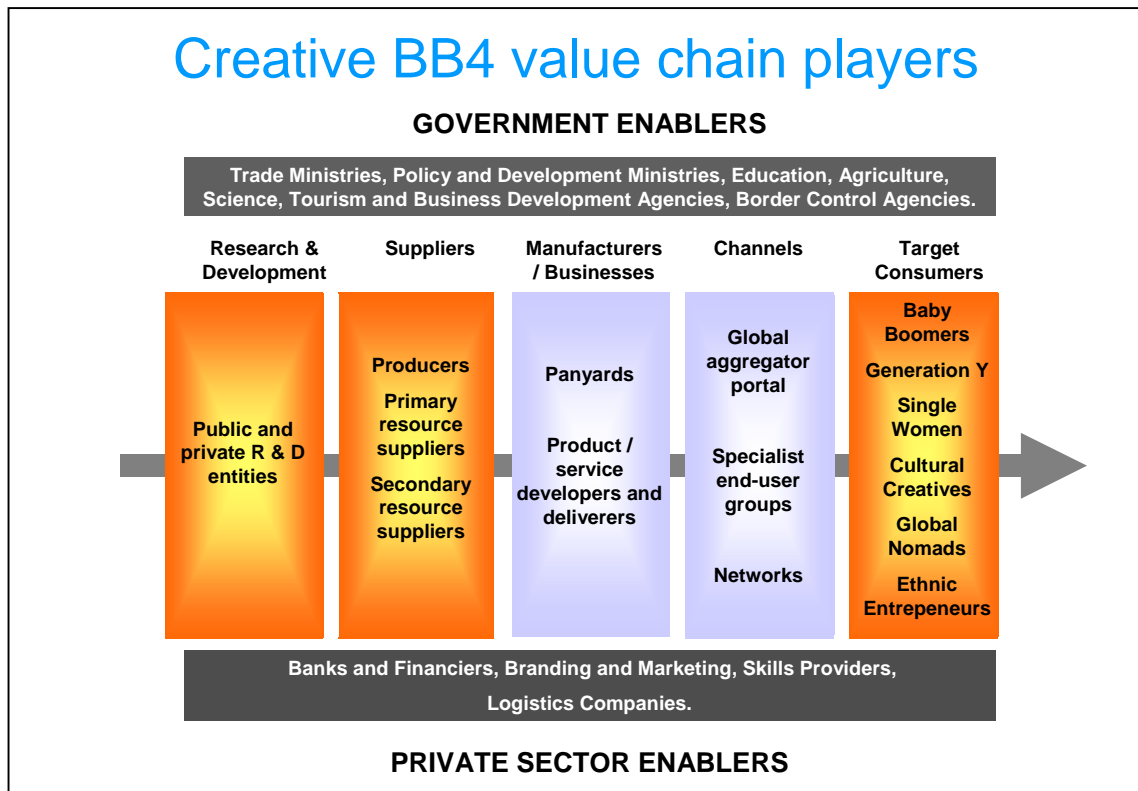 Creative BB4 value chain players
GOVERNMENT ENABLERS
Trade Ministries, Policy and Development Ministries, Education, Agriculture,
Science, Tourism and Business Development Agencies, Border Control Agencies.
Research &
Development
Suppliers
Manufacturers
/ Businesses
Channels
Target
Consumers
Public and
private R & D
entities
Producers
Primary
resource
suppliers
Secondary
resource
suppliers
Panyards
Product /
service
developers and
deliverers
Global
aggregator
portal
Specialist
end-user
groups
Networks
Baby
Boomers
Generation Y
Single
Women
Cultural
Creatives
Global
Nomads
Ethnic
Entrepeneurs
Banks and Financiers, Branding and Marketing, Skills Providers,
Logistics Companies.
PRIVATE SECTOR ENABLERS